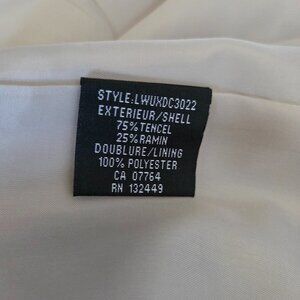 STYLE:LWUXDC3022
EXTERIEUR/SHELL
75%TENCEL
25%RAMIN
DOUBLURE/LINING
100% POLYESTER
CA 07764
RN 132449